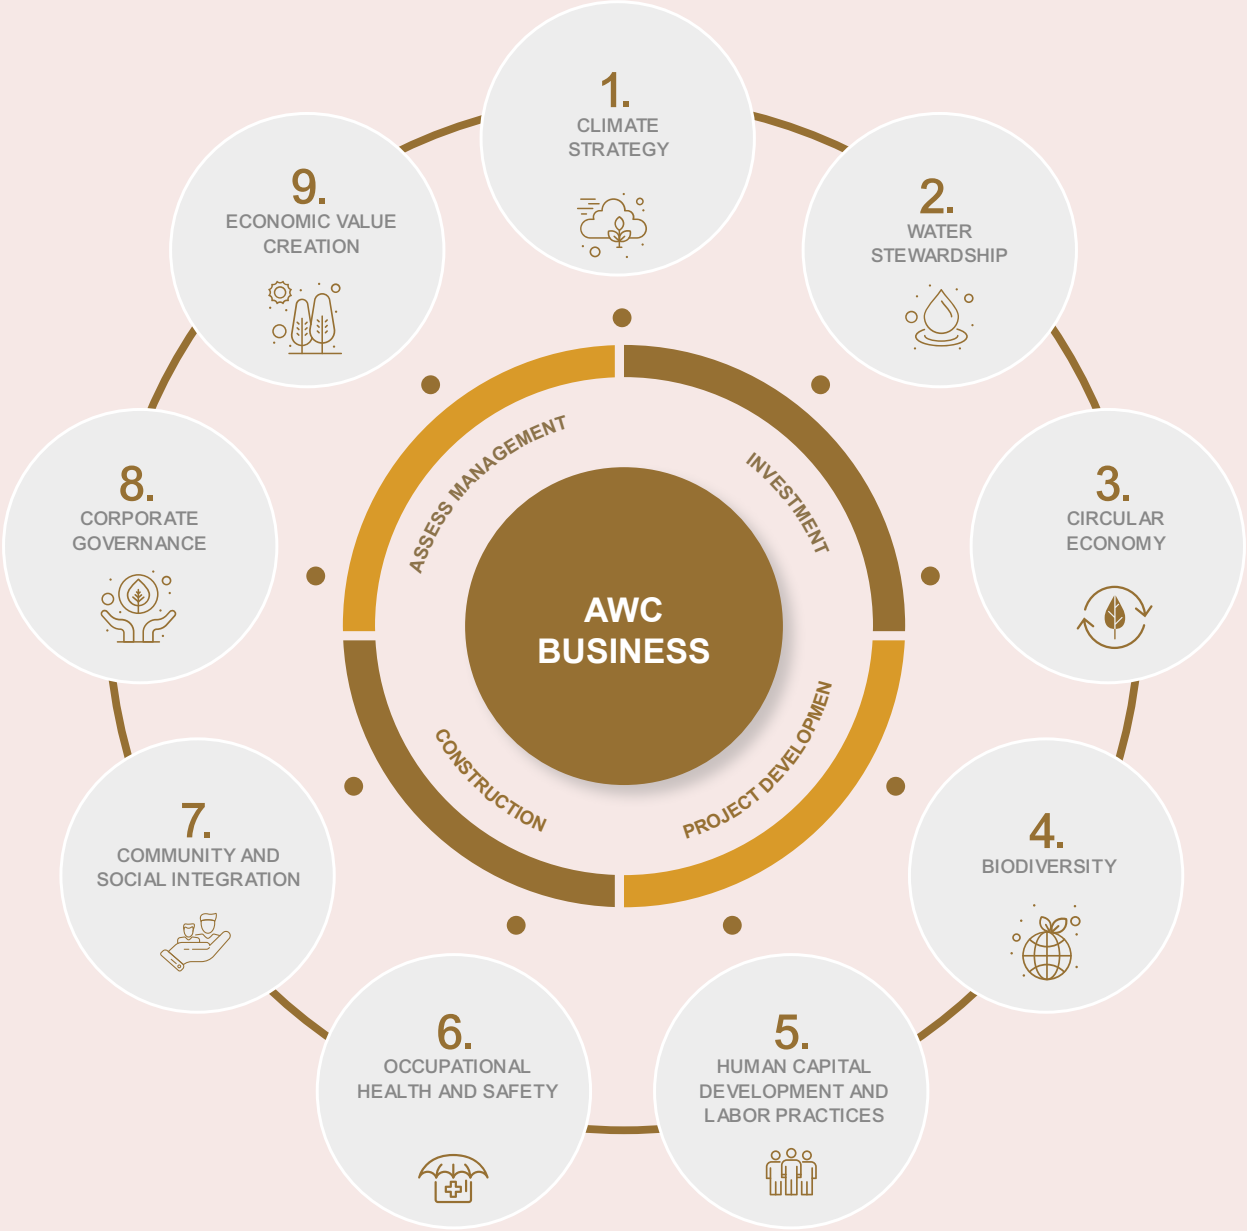 1.
CLIMATE
STRATEGY
2.
WATER
STEWARDSHIP
3.
CIRCULAR
ECONOMY
4.
BIODIVERSITY
5.
HUMAN CAPITAL
DEVELOPMENT AND
LABOR PRACTICES
6.
OCCUPATIONAL
HEALTH AND SAFETY
7.
COMMUNITY AND
SOCIAL INTEGRATION
8.
CORPORATE
GOVERNANCE
9.
ECONOMIC VALUE
CREATION
ASSESS MANAGEMENT
INVESTMENT
PROJECT DEVELOPMEN
CONSTRUCTION
AWC
BUSINESS